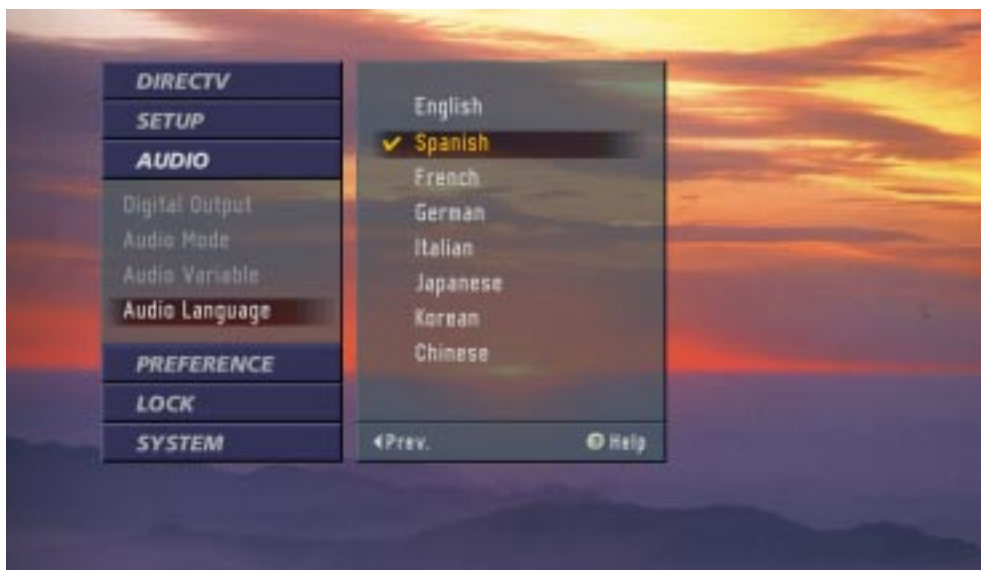 DIRECTV
SETUP
AUDIO
Digital Output
Audio Mode
Audio Variable
Audio Language
PREFERENCE
LOCK
SYSTEM
English
✓ Spanish
French
German
Italian
Japanese
Korean
Chinese
Prev.
Help